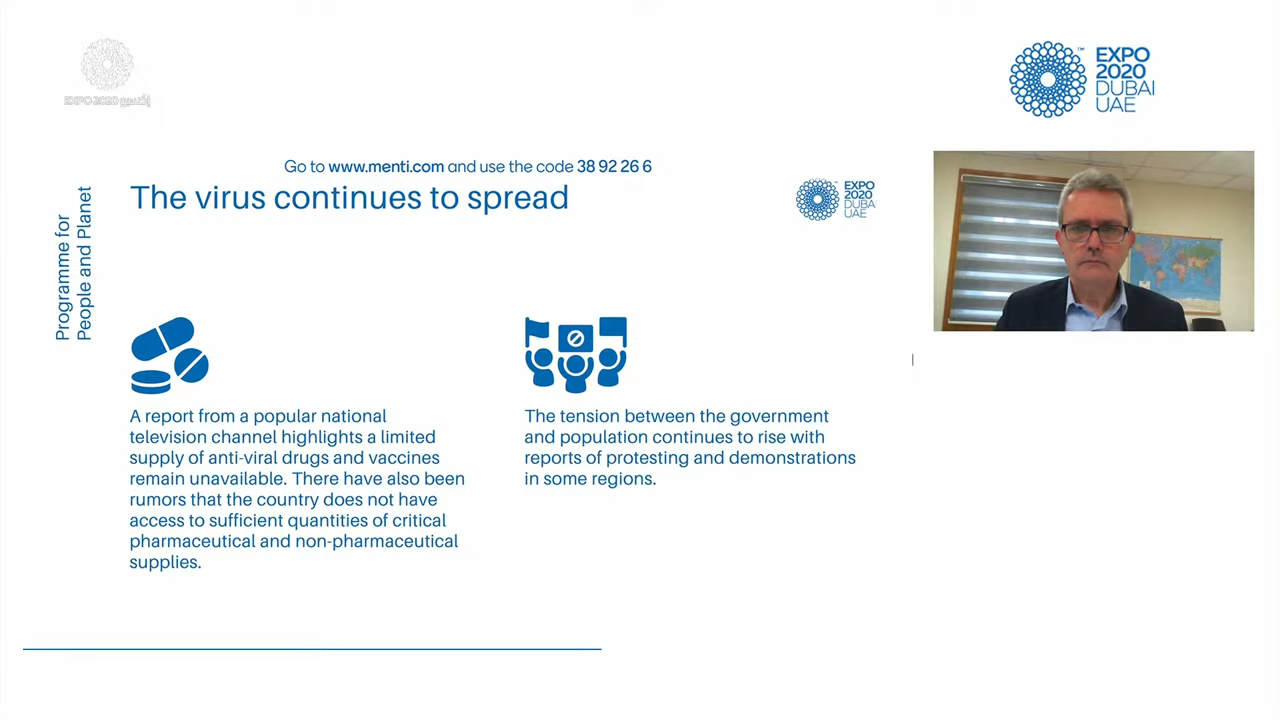 EXPO 2020 إكسبو
EXPO
2020
DUBAI
UAE
™
Go to www.menti.com and use the code 38 92 26 6
The virus continues to spread
EXPO
2020
DUBAI
UAE
Programme for
People and Planet
A report from a popular national
television channel highlights a limited
supply of anti-viral drugs and vaccines
remain unavailable. There have also been
rumors that the country does not have
access to sufficient quantities of critical
pharmaceutical and non-pharmaceutical
supplies.
The tension between the government
and population continues to rise with
reports of protesting and demonstrations
in some regions.